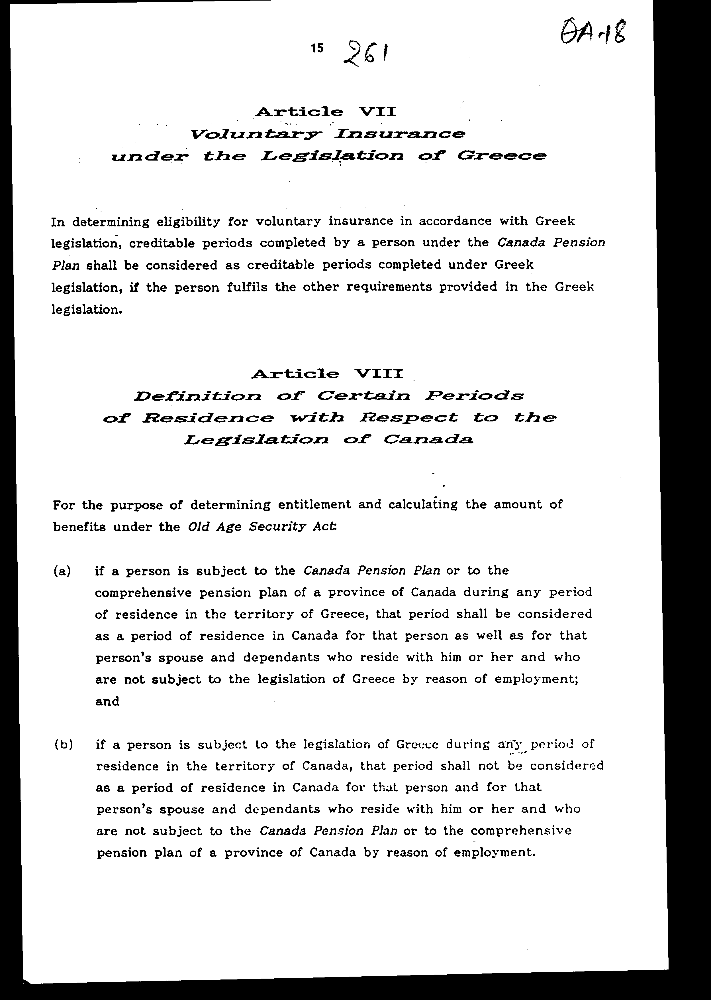 ΘA-18
15 261
Article VII
Voluntary Insurance
under the Legislation of Greece
In determining eligibility for voluntary insurance in accordance with Greek
legislation, creditable periods completed by a person under the Canada Pension
Plan shall be considered as creditable periods completed under Greek
legislation, if the person fulfils the other requirements provided in the Greek
legislation.
Article VIII
Definition of Certain Periods
of Residence with Respect to the
Legislation of Canada
For the purpose of determining entitlement and calculating the amount of
benefits under the Old Age Security Act:
(a) if a person is subject to the Canada Pension Plan or to the
comprehensive pension plan of a province of Canada during any period
of residence in the territory of Greece, that period shall be considered
as a period of residence in Canada for that person as well as for that
person's spouse and dependants who reside with him or her and who
are not subject to the legislation of Greece by reason of employment;
and
(b) if a person is subject to the legislation of Greece during any period of
residence in the territory of Canada, that period shall not be considered
as a period of residence in Canada for that person and for that
person's spouse and dependants who reside with him or her and who
are not subject to the Canada Pension Plan or to the comprehensive
pension plan of a province of Canada by reason of employment.